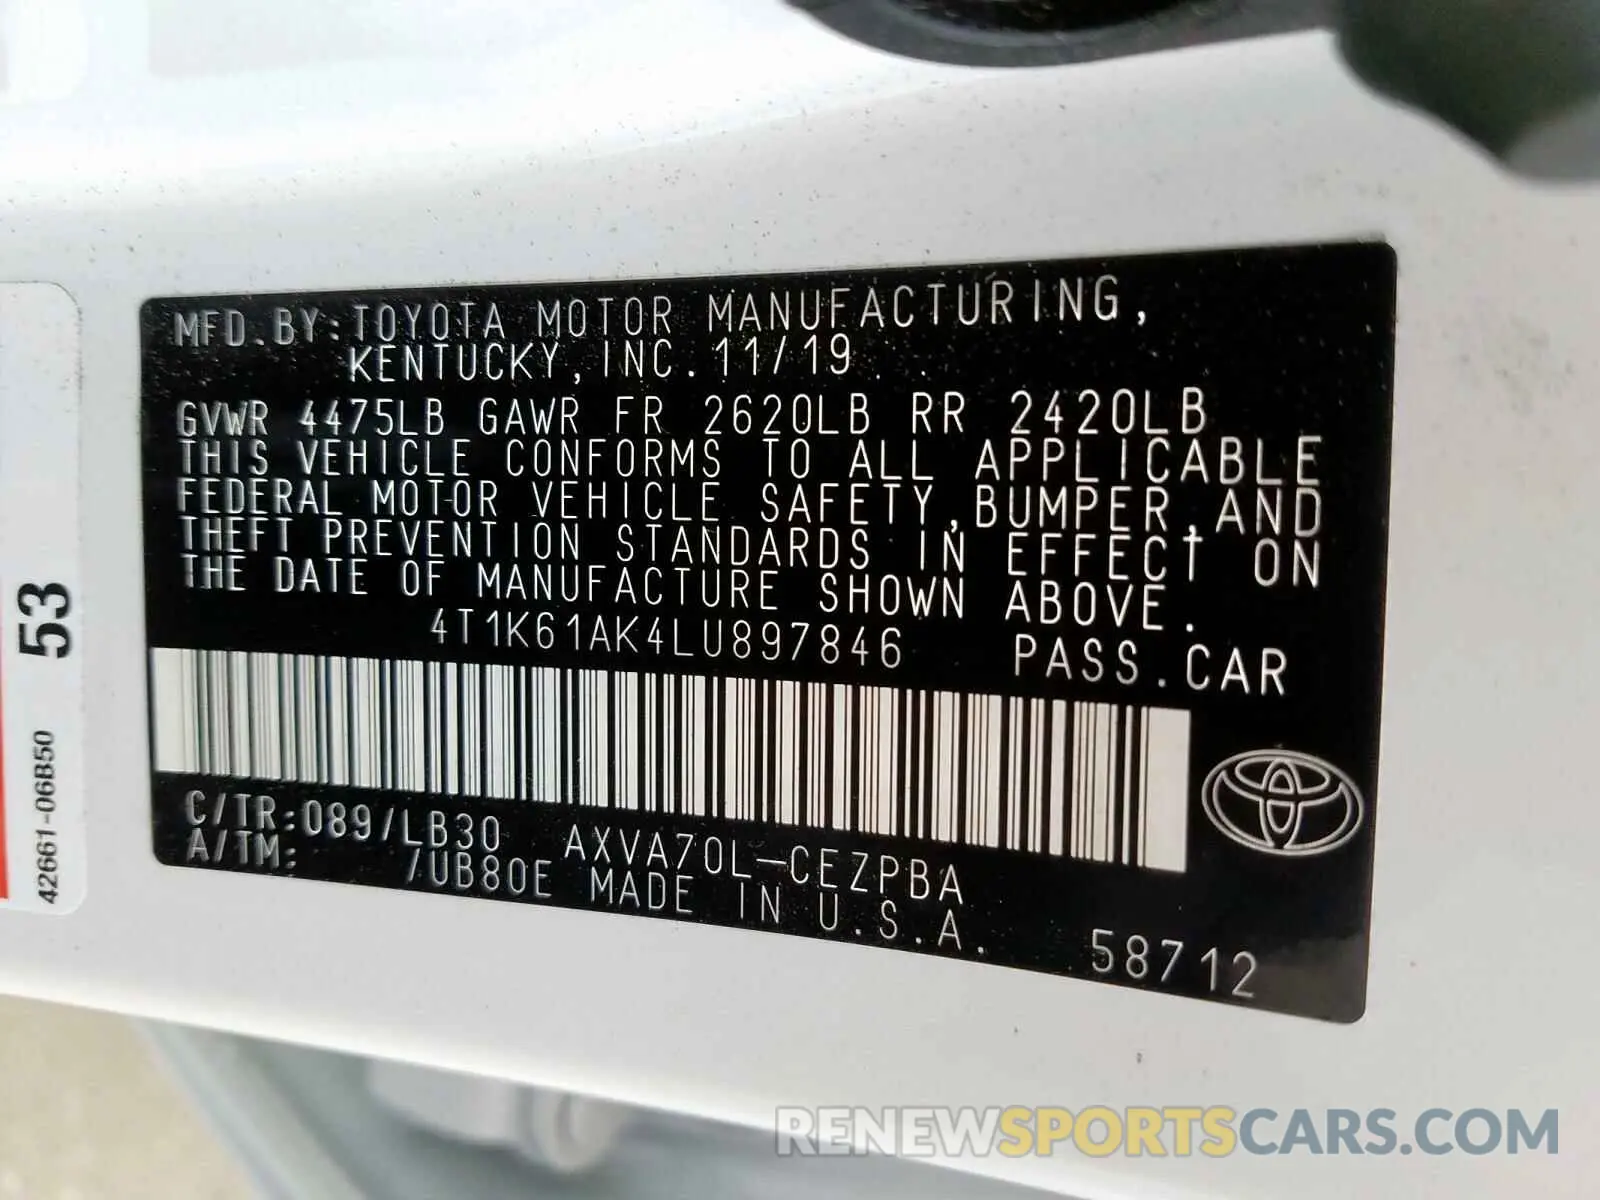 MFD.BY:TOYOTA MOTOR MANUFACTURING,
KENTUCKY, INC. 11/19
GVWR 4475LB GAWR FR 2620LB RR 2420LB
THIS VEHICLE CONFORMS TO ALL APPLICABLE
FEDERAL MOTOR VEHICLE SAFETY,BUMPER,AND
THEFT PREVENTION STANDARDS IN EFFECT ON
THE DATE OF MANUFACTURE SHOWN ABOVE.
4T1K61AK4LU897846 PASS.CAR
C/TR:089/LB30 AXVA70L-CEZPBA
A/TM: /UB80E MADE IN U.S.A.
58712
53
42661-06B50
RENEWSPORTSCARS.COM